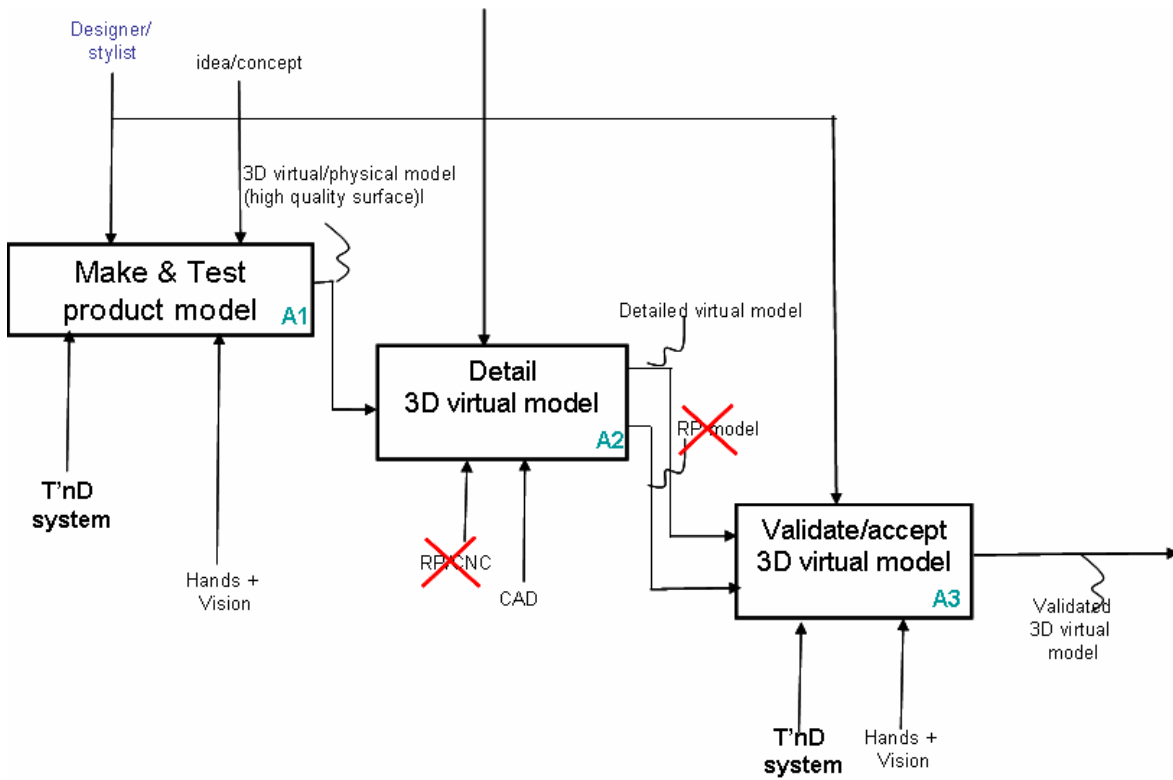 Designer/
stylist
idea/concept
3D virtual/physical model
(high quality surface)l
Make & Test
product model
A1
Detailed virtual model
Detail
3D virtual model
A2
RP model
T'nD
system
Validate/accept
3D virtual model
A3
RP/CNC
Hands +
Vision
CAD
Validated
3D virtual
model
T'nD
system
Hands +
Vision